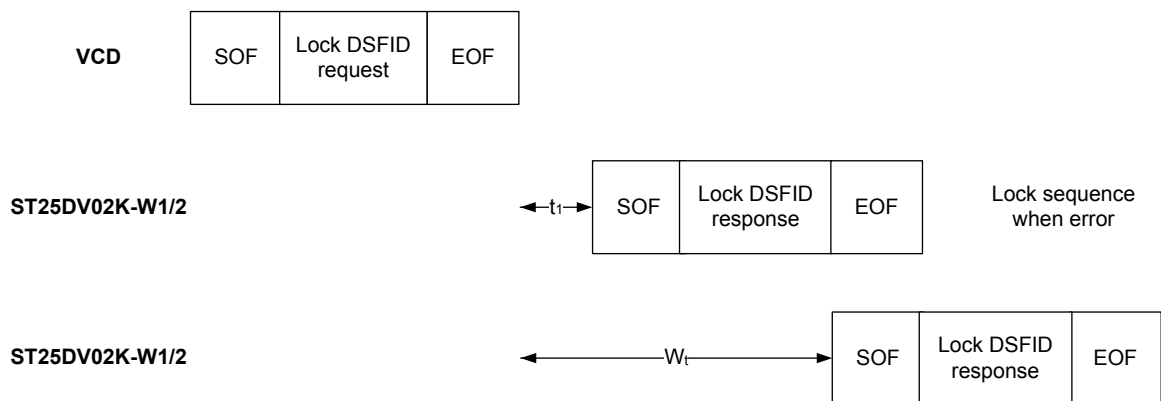 VCD
SOF
Lock DSFID
request
EOF
ST25DV02K-W1/2
t1
SOF
Lock DSFID
response
EOF
Lock sequence
when error
ST25DV02K-W1/2
Wt
SOF
Lock DSFID
response
EOF